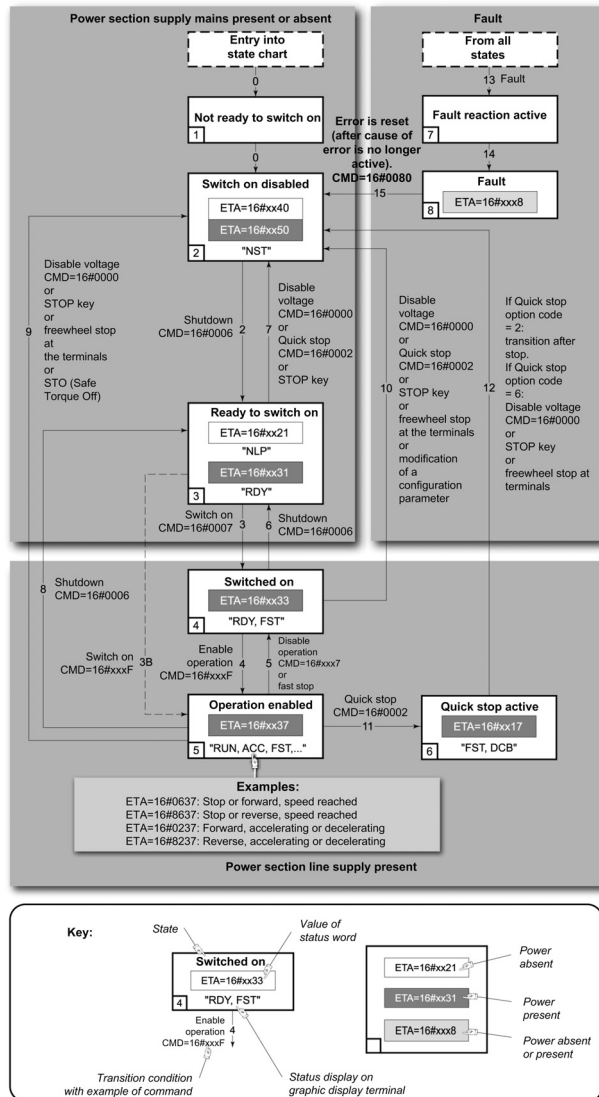 Power section supply mains present or absent
Entry into
state chart
0
Not ready to switch on
1
0
Switch on disabled
ETA=16#xx40
ETA=16#xx50
2
"NST"
Fault
From all
states
13 Fault
Fault reaction active
7
14
Fault
ETA=16#xxx8
8
Error is reset
(after cause of
error is no longer
active).
CMD=16#0080
15
9
Disable voltage
CMD=16#0000
or
STOP key
or
freewheel stop
at
the terminals
or
STO (Safe
Torque Off)
Shutdown
CMD=16#0006
2
7
Disable
voltage
CMD=16#0000
or
Quick stop
CMD=16#0002
or
STOP key
10
Disable
voltage
CMD=16#0000
or
Quick stop
CMD=16#0002
or
STOP key
or
freewheel stop
at the terminals
or
modification
of a
configuration
parameter
12
If Quick stop
option code
= 2:
transition after
stop.
If Quick stop
option code
= 6:
Disable voltage
CMD=16#0000
or
STOP key
or
freewheel stop at
terminals
Ready to switch on
ETA=16#xx21
"NLP"
ETA=16#xx31
3
"RDY"
Switch on
CMD=16#0007
3
6
Shutdown
CMD=16#0006
8
Shutdown
CMD=16#0006
Switched on
ETA=16#xx33
4
"RDY, FST"
Switch on
CMD=16#xxxF
3B
Enable
operation
CMD=16#xxxF
4
5
Disable
operation
CMD=16#xxx7
or
fast stop
Operation enabled
ETA=16#xx37
5
"RUN, ACC, FST,..."
Quick stop
CMD=16#0002
11
Quick stop active
ETA=16#xx17
6
"FST, DCB"
Examples:
ETA=16#0637: Stop or forward, speed reached
ETA=16#8637: Stop or reverse, speed reached
ETA=16#0237: Forward, accelerating or decelerating
ETA=16#8237: Reverse, accelerating or decelerating
Power section line supply present
Key:
State
Value of
status word
Switched on
ETA=16#xx33
4
"RDY, FST"
Enable
operation
CMD=16#xxxF
4
Transition condition
with example of command
Status display on
graphic display terminal
ETA=16#xx21
ETA=16#xx31
ETA=16#xxx8
Power
absent
Power
present
Power absent
or present